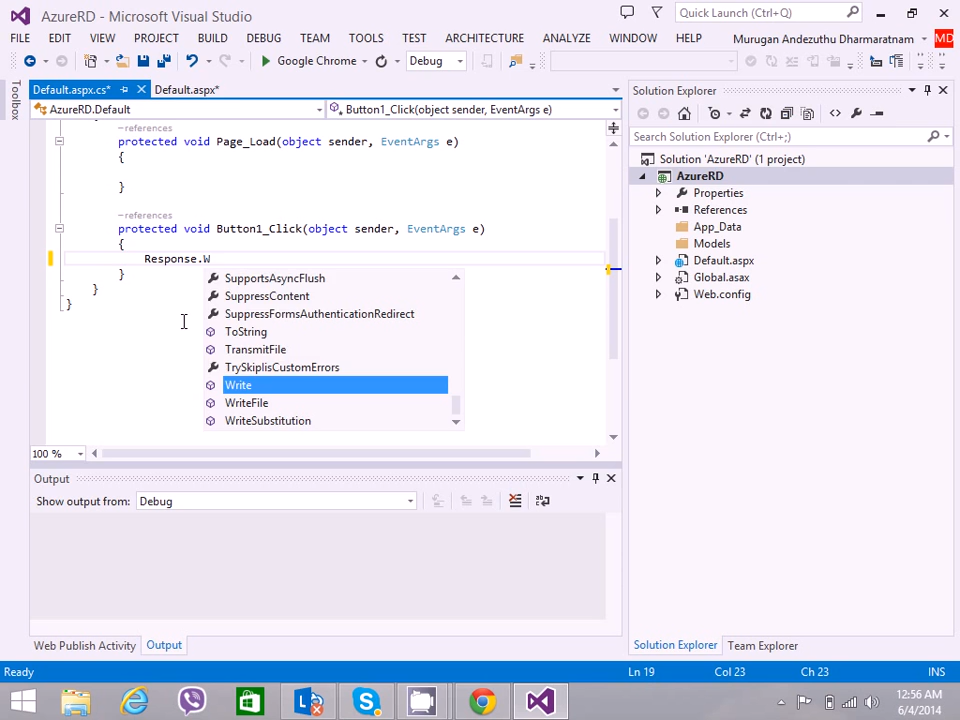 AzureRD - Microsoft Visual Studio
Quick Launch (Ctrl+Q)
FILE EDIT VIEW PROJECT BUILD DEBUG TEAM TOOLS TEST ARCHITECTURE ANALYZE WINDOW HELP Murugan Andezuthu Dharmaratnam MD
Google Chrome Debug
Toolbox
Default.aspx.cs* Default.aspx*
AzureRD.Default Button1_Click(object sender, EventArgs e)
-references
protected void Page_Load(object sender, EventArgs e)
{
}
-references
protected void Button1_Click(object sender, EventArgs e)
{
Response.W
}
}
}
SupportsAsyncFlush
SuppressContent
SuppressFormsAuthenticationRedirect
ToString
TransmitFile
TrySkipIisCustomErrors
Write
WriteFile
WriteSubstitution
100 %
Output
Show output from: Debug
Web Publish Activity Output
Solution Explorer
Search Solution Explorer (Ctrl+;)
Solution 'AzureRD' (1 project)
AzureRD
Properties
References
App_Data
Models
Default.aspx
Global.asax
Web.config
Solution Explorer Team Explorer
Ready Ln 19 Col 23 Ch 23 INS
12:56 AM
6/4/2014